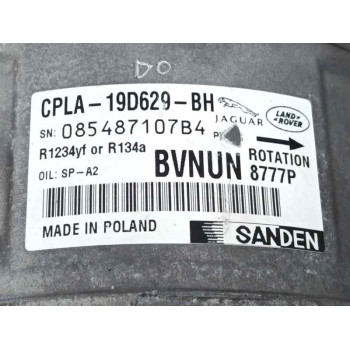 DO
CPLA-19D629-BH
JAGUAR
LAND ROVER
SN: 085487107B4
R1234yf or R134a
BVNUN
ROTATION
8777P
OIL: SP-A2
MADE IN POLAND
SANDEN